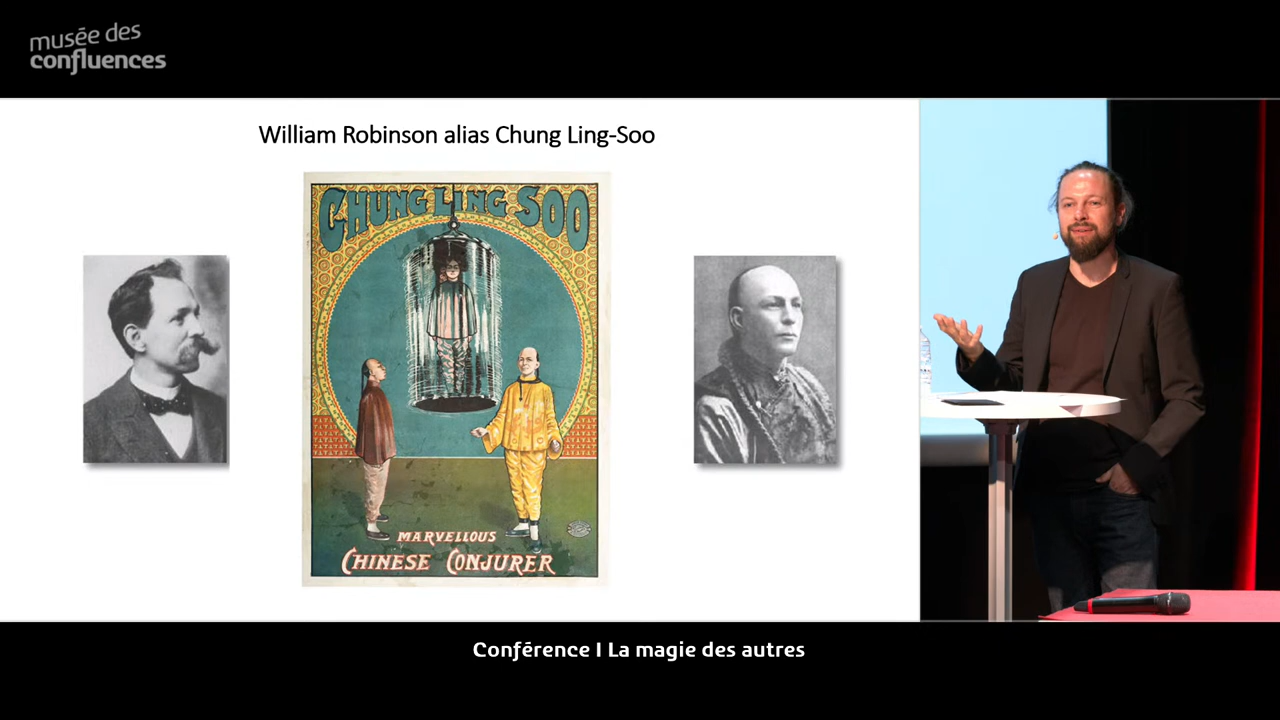 musée des
confluences
William Robinson alias Chung Ling-Soo
CHUNG LING SOO
MARVELLOUS
CHINESE CONJURER
Conférence I La magie des autres